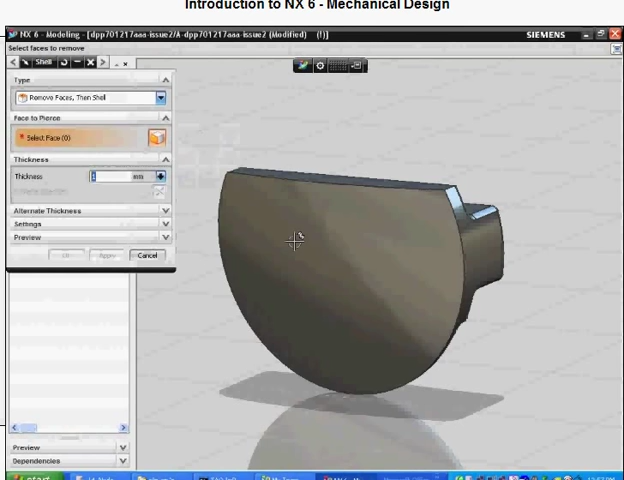 Introduction to NX 6 - Mechanical Design
NX 6 - Modeling - [dpp701217aaa-issue2/A-dpp701217aaa-issue2 (Modified) (!)]
SIEMENS
Select faces to remove
Shell
Type
Remove Faces, Then Shell
Face to Pierce
* Select Face (0)
Thickness
Thickness
mm
Alternate Thickness
Settings
Preview
OK
Apply
Cancel
Preview
Dependencies
start